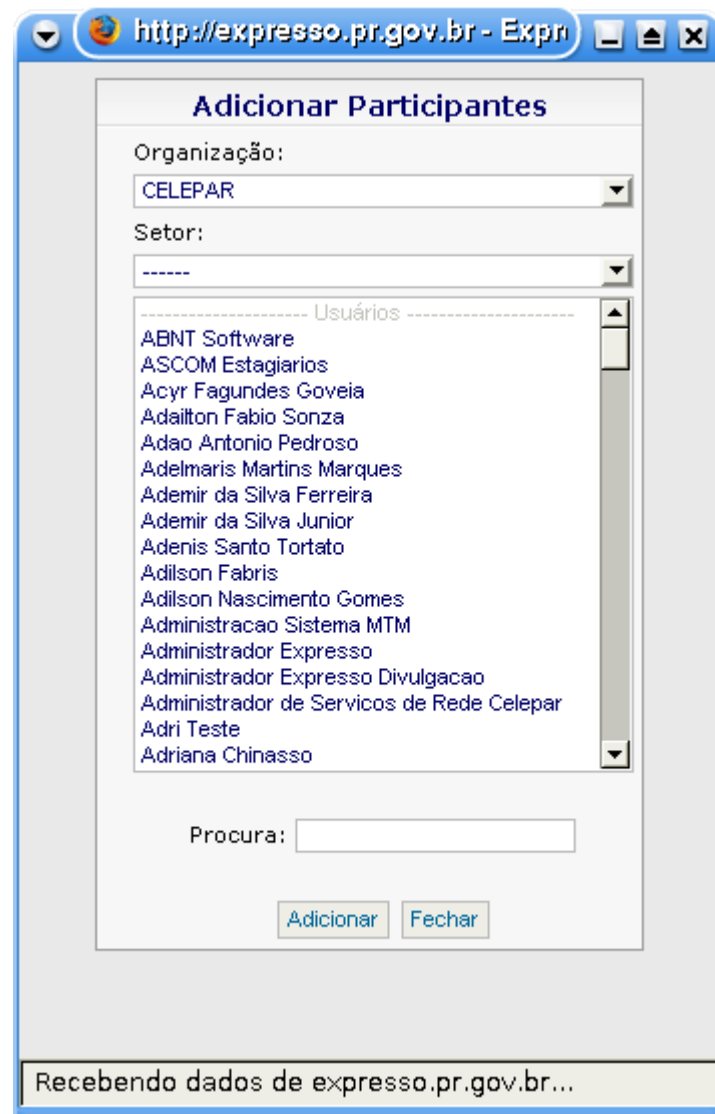 http://expresso.pr.gov.br - Expr
Adicionar Participantes
Organização:
CELEPAR
Setor:
------
--------------------- Usuários ---------------------
ABNT Software
ASCOM Estagiarios
Acyr Fagundes Goveia
Adailton Fabio Sonza
Adao Antonio Pedroso
Adelmaris Martins Marques
Ademir da Silva Ferreira
Ademir da Silva Junior
Adenis Santo Tortato
Adilson Fabris
Adilson Nascimento Gomes
Administracao Sistema MTM
Administrador Expresso
Administrador Expresso Divulgacao
Administrador de Servicos de Rede Celepar
Adri Teste
Adriana Chinasso
Procura:
Adicionar Fechar
Recebendo dados de expresso.pr.gov.br...